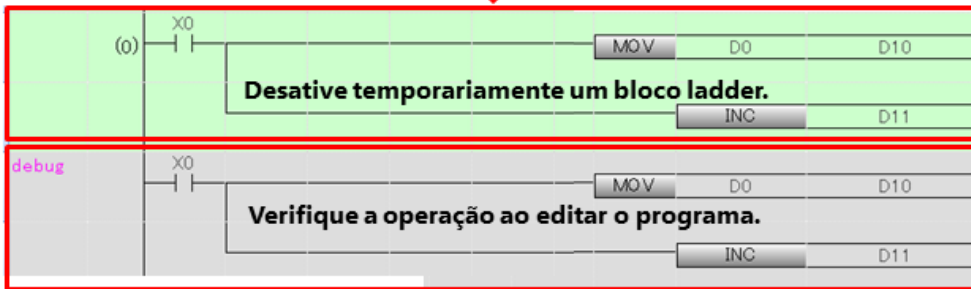 X0
(0) MOV D0 D10
Desative temporariamente um bloco ladder.
INC D11
debug X0
MOV D0 D10
Verifique a operação ao editar o programa.
INC D11